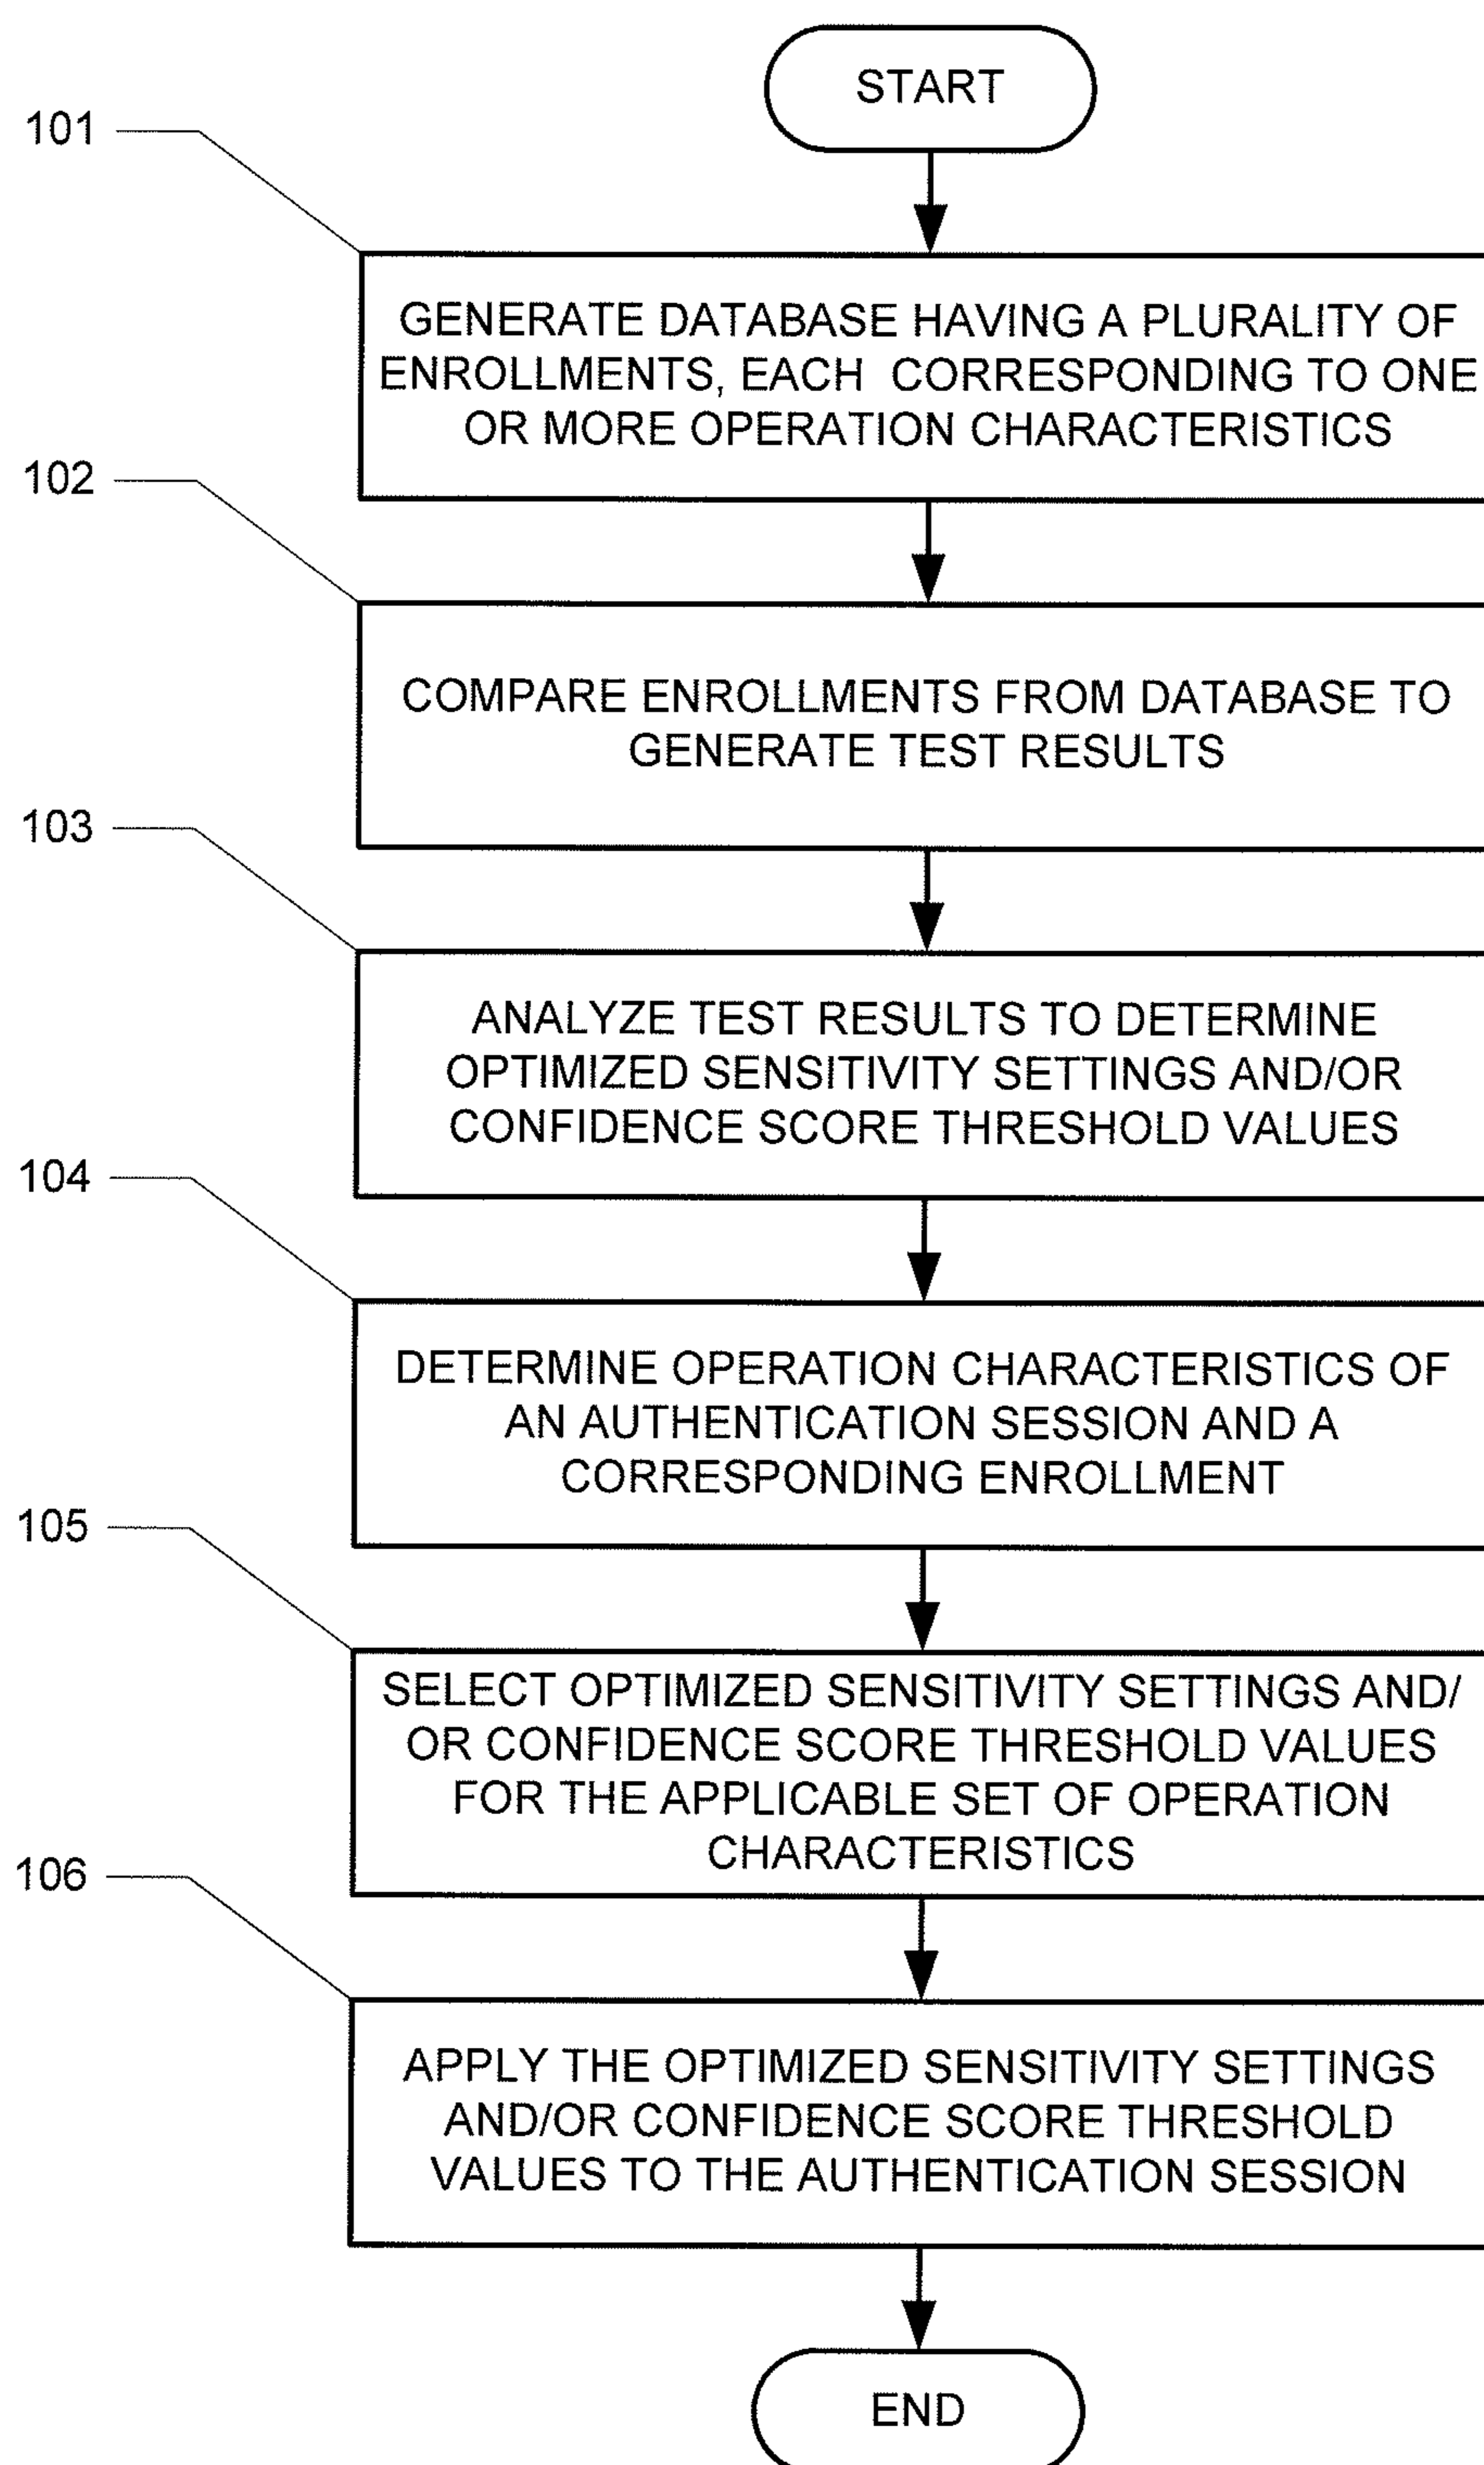 START
101
GENERATE DATABASE HAVING A PLURALITY OF
ENROLLMENTS, EACH CORRESPONDING TO ONE
OR MORE OPERATION CHARACTERISTICS
102
COMPARE ENROLLMENTS FROM DATABASE TO
GENERATE TEST RESULTS
103
ANALYZE TEST RESULTS TO DETERMINE
OPTIMIZED SENSITIVITY SETTINGS AND/OR
CONFIDENCE SCORE THRESHOLD VALUES
104
DETERMINE OPERATION CHARACTERISTICS OF
AN AUTHENTICATION SESSION AND A
CORRESPONDING ENROLLMENT
105
SELECT OPTIMIZED SENSITIVITY SETTINGS AND/
OR CONFIDENCE SCORE THRESHOLD VALUES
FOR THE APPLICABLE SET OF OPERATION
CHARACTERISTICS
106
APPLY THE OPTIMIZED SENSITIVITY SETTINGS
AND/OR CONFIDENCE SCORE THRESHOLD
VALUES TO THE AUTHENTICATION SESSION
END